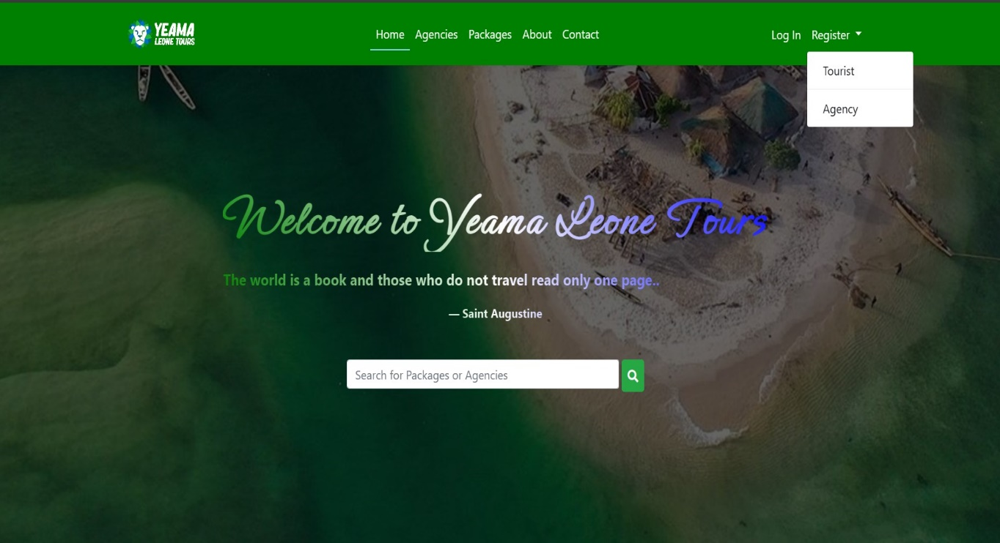 YEAMA
LEONE TOURS
Home Agencies Packages About Contact
Log In Register
Tourist
Agency
Welcome to Yeama Leone Tours
The world is a book and those who do not travel read only one page..
— Saint Augustine
Search for Packages or Agencies